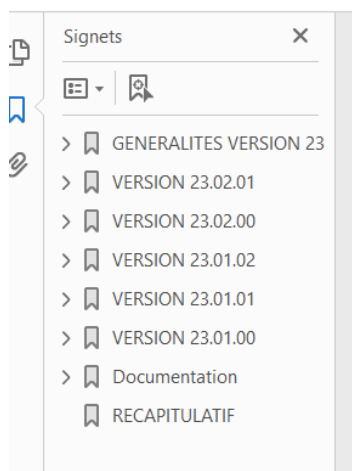 Signets
GENERALITES VERSION 23
VERSION 23.02.01
VERSION 23.02.00
VERSION 23.01.02
VERSION 23.01.01
VERSION 23.01.00
Documentation
RECAPITULATIF